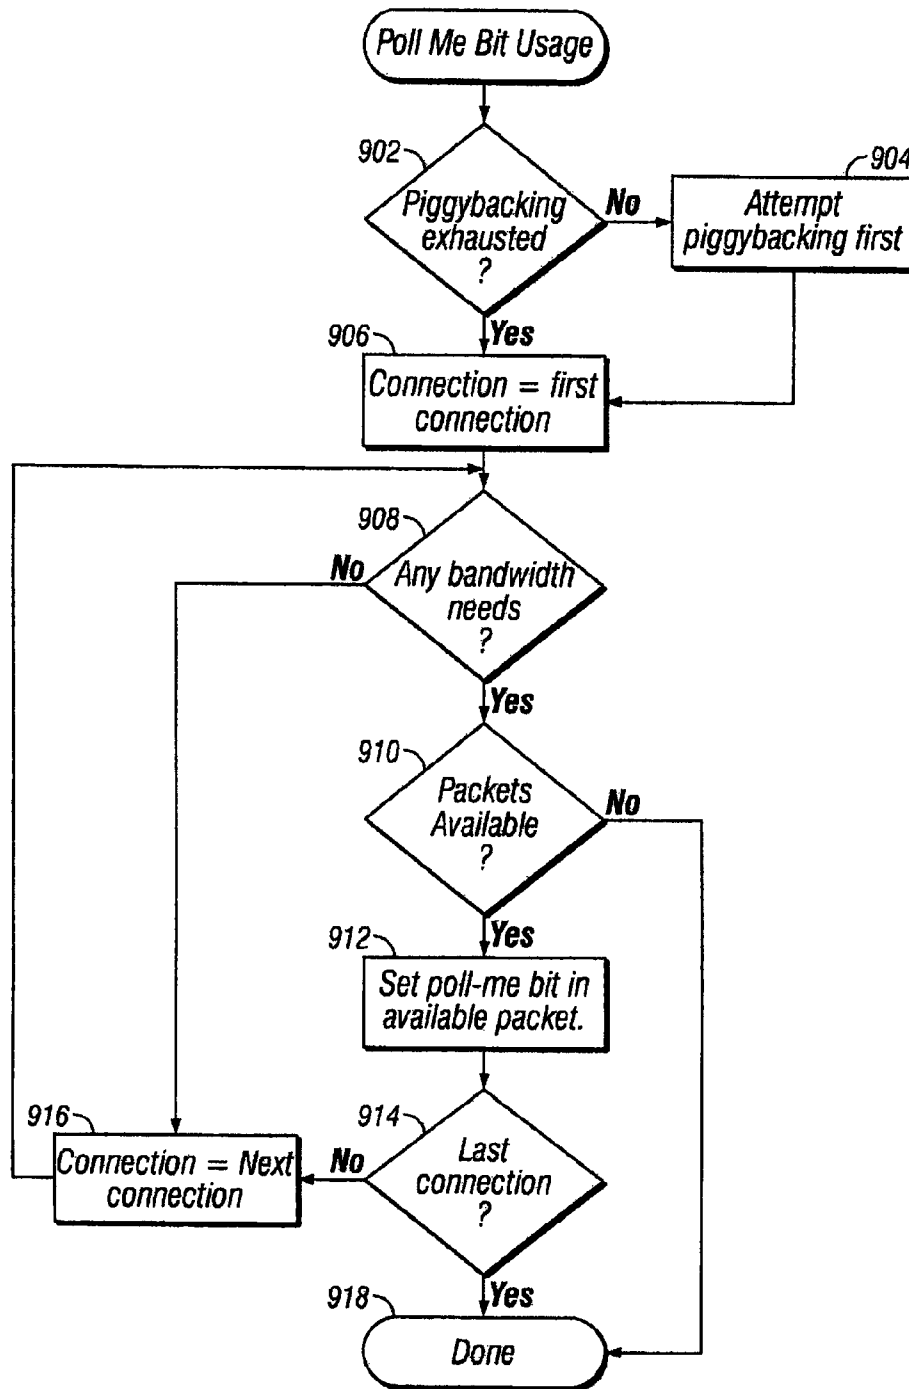 Poll Me Bit Usage
902
Piggybacking
exhausted
?
No
904
Attempt
piggybacking first
Yes
906
Connection = first
connection
908
No
Any bandwidth
needs
?
Yes
910
Packets
Available
?
No
Yes
912
Set poll-me bit in
available packet.
916
Connection = Next
connection
No
914
Last
connection
?
Yes
918
Done